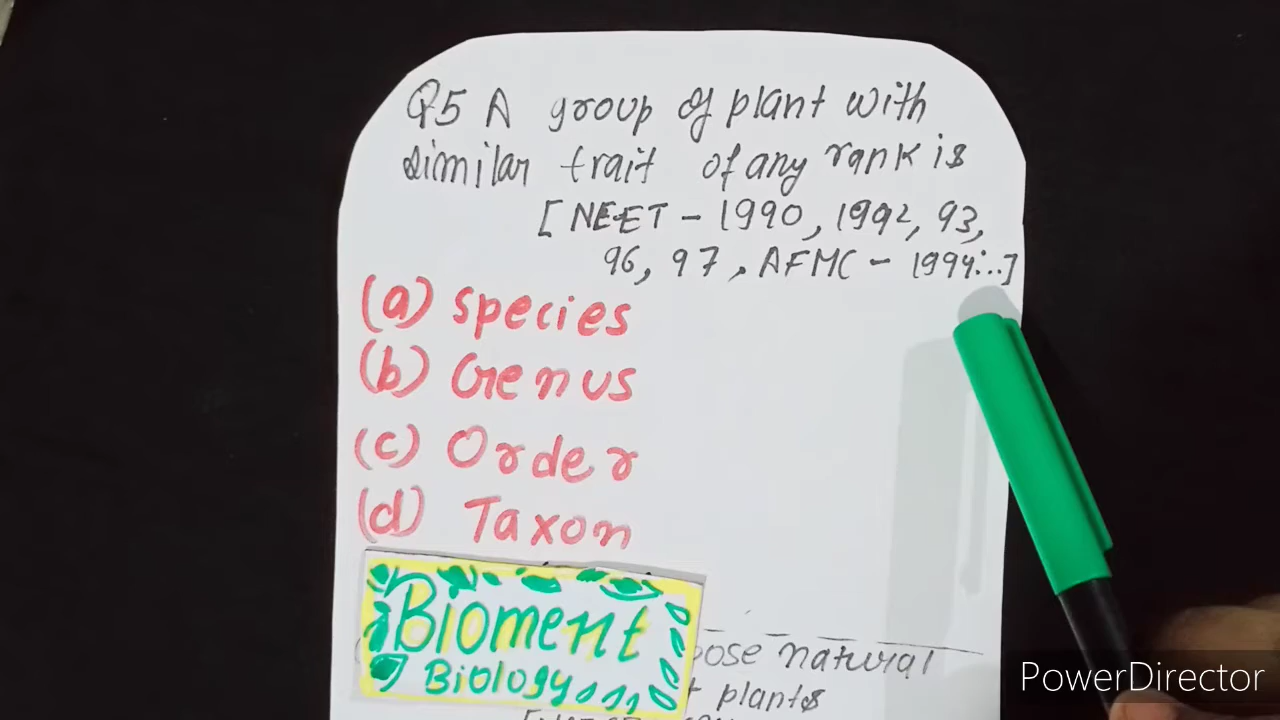 Q5 A group of plant with
similar trait of any rank is
[NEET - 1990, 1992, 93,
96, 97, AFMC - 1994...]
(a) Species
(b) Genus
(c) Order
(d) Taxon
Bioment
Biology
natural
plants
PowerDirector